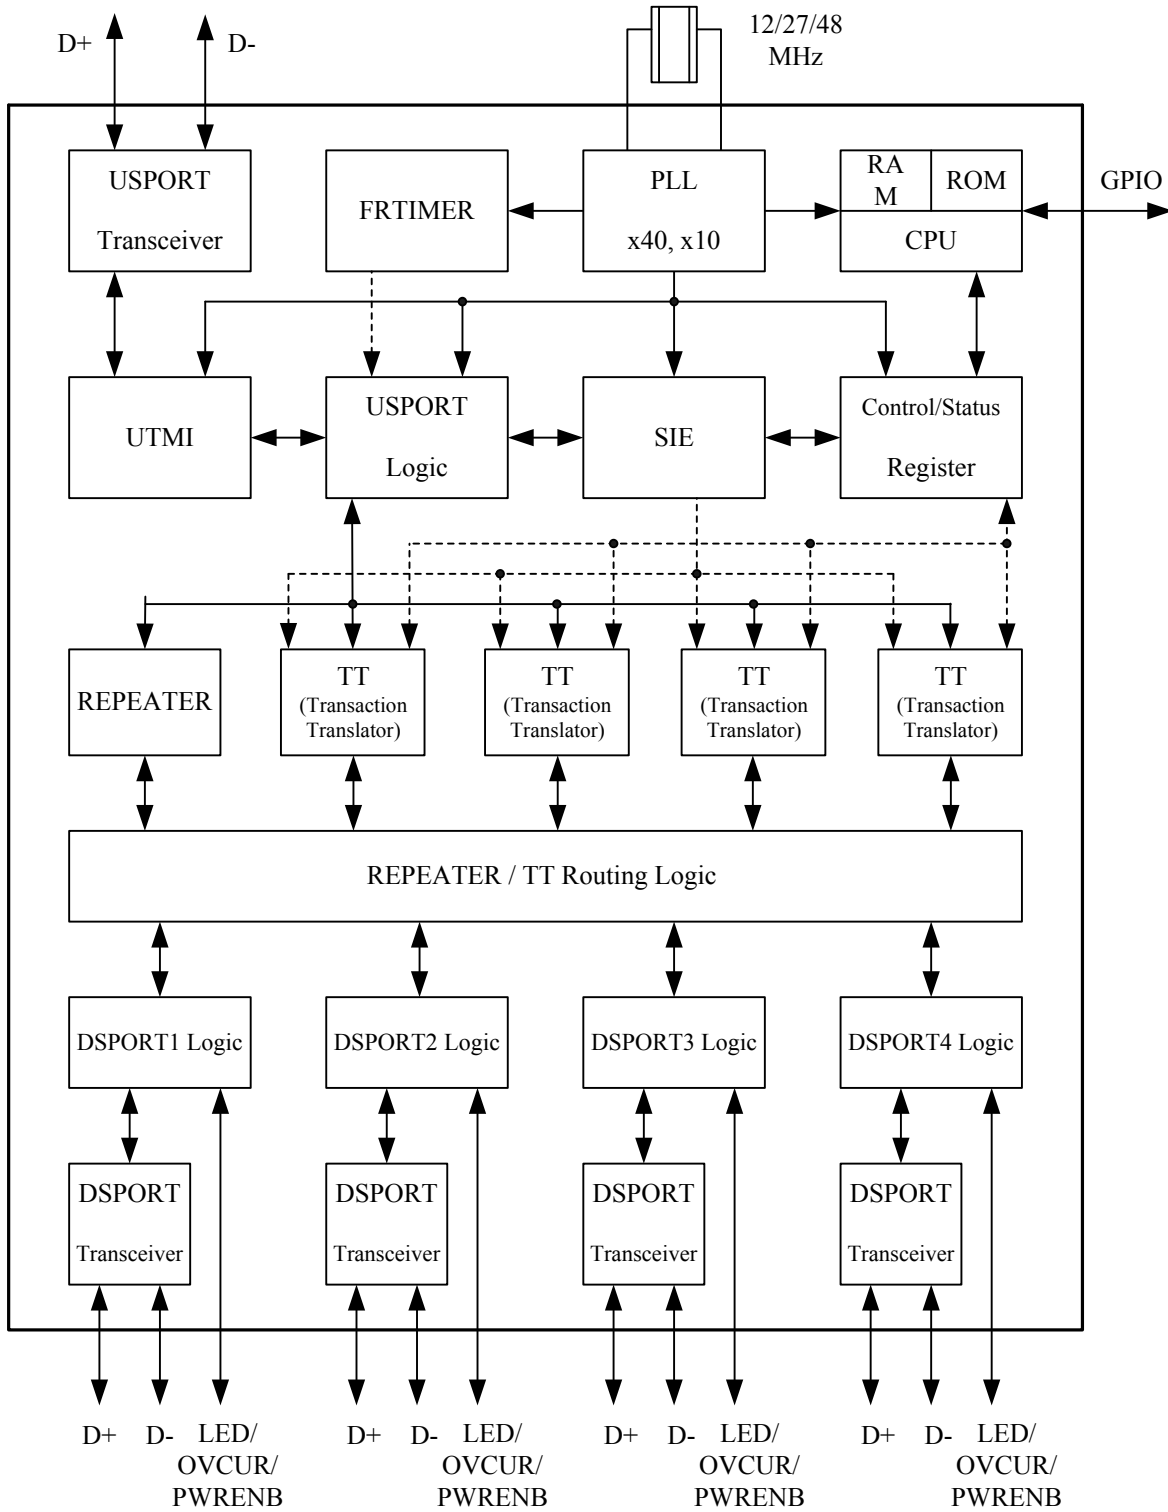 D+
D-
12/27/48
MHz
USPORT
Transceiver
FRTIMER
PLL
x40, x10
RA
M
ROM
CPU
GPIO
UTMI
USPORT
Logic
SIE
Control/Status
Register
REPEATER
TT
(Transaction
Translator)
TT
(Transaction
Translator)
TT
(Transaction
Translator)
TT
(Transaction
Translator)
REPEATER / TT Routing Logic
DSPORT1 Logic
DSPORT2 Logic
DSPORT3 Logic
DSPORT4 Logic
DSPORT
Transceiver
DSPORT
Transceiver
DSPORT
Transceiver
DSPORT
Transceiver
D+
D-
LED/
OVCUR/
PWRENB
D+
D-
LED/
OVCUR/
PWRENB
D+
D-
LED/
OVCUR/
PWRENB
D+
D-
LED/
OVCUR/
PWRENB